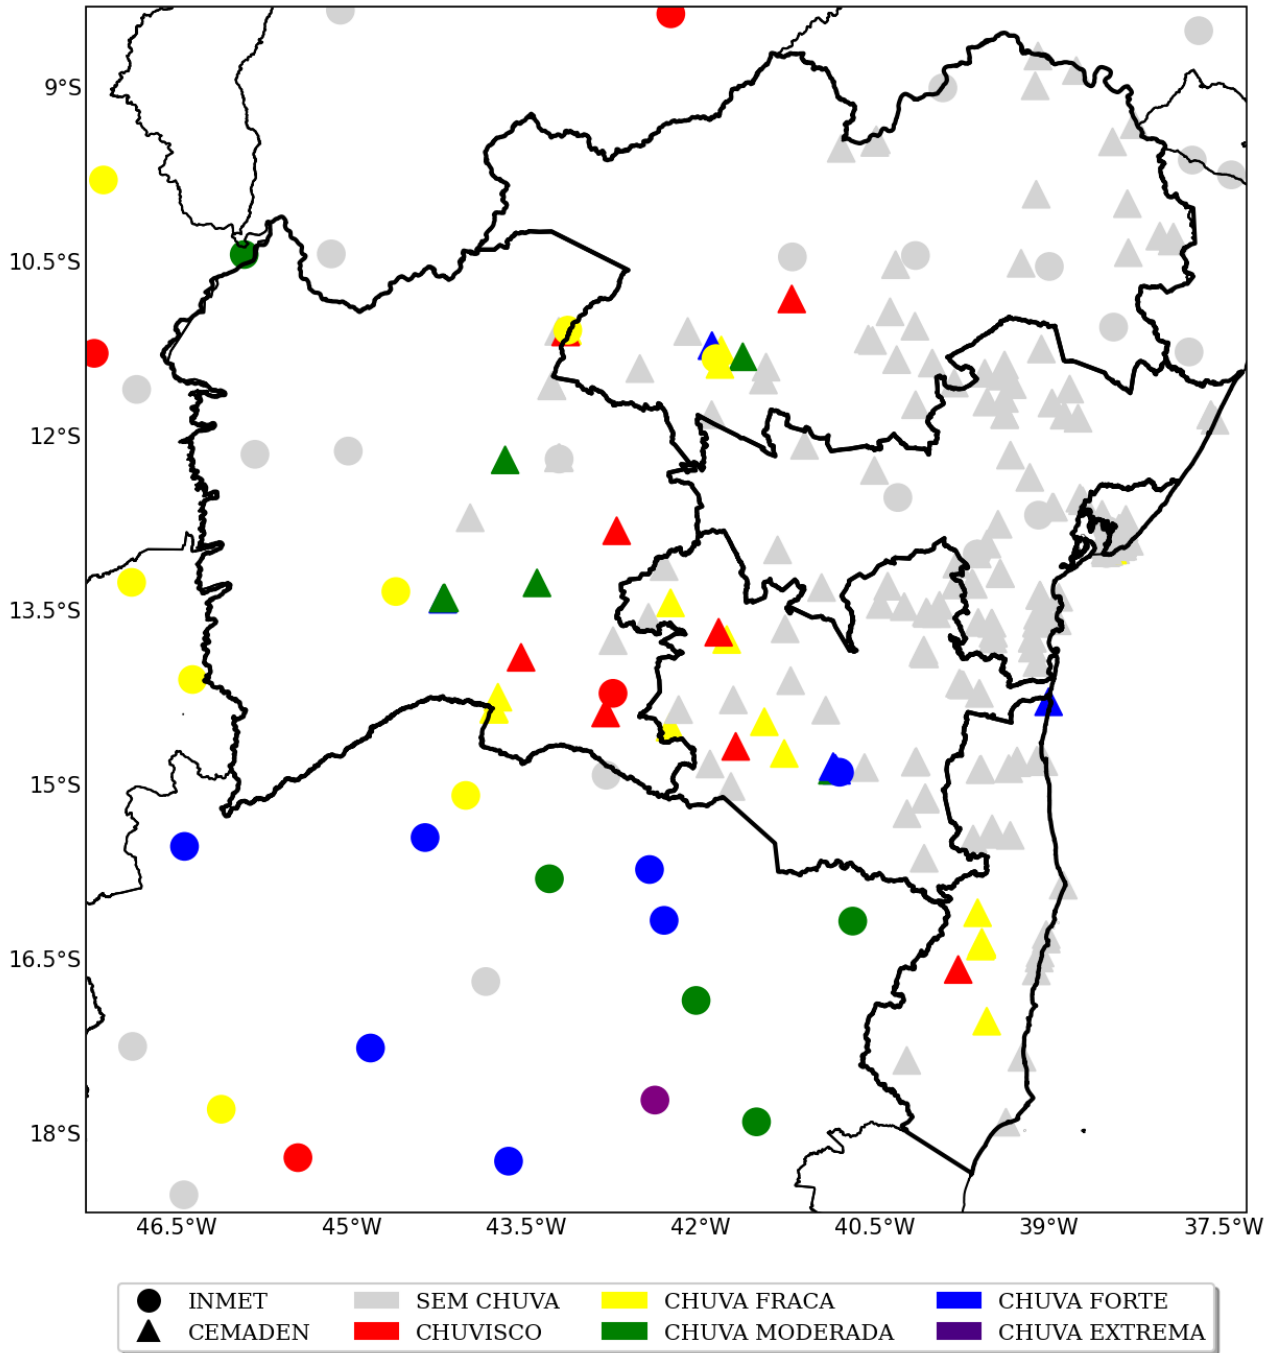 9°S
10.5°S
12°S
13.5°S
15°S
16.5°S
18°S
46.5°W 45°W 43.5°W 42°W 40.5°W 39°W 37.5°W
INMET SEM CHUVA CHUVA FRACA CHUVA FORTE
CEMADEN CHUVISCO CHUVA MODERADA CHUVA EXTREMA